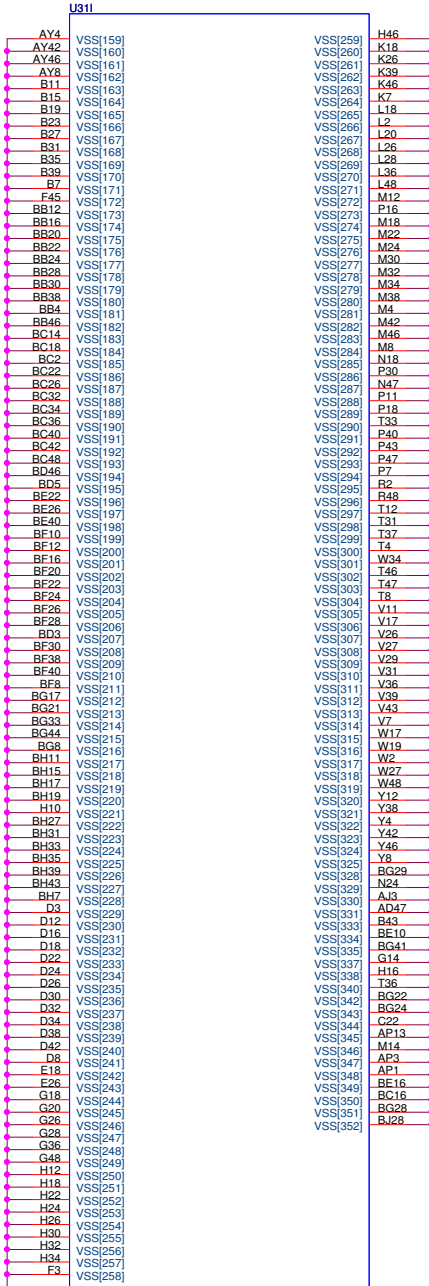 U31I
AY4 VSS[159] VSS[259] H46
AY42 VSS[160] VSS[260] K18
AY46 VSS[161] VSS[261] K26
AY8 VSS[162] VSS[262] K39
B11 VSS[163] VSS[263] K46
B15 VSS[164] VSS[264] K7
B19 VSS[165] VSS[265] L18
B23 VSS[166] VSS[266] L2
B27 VSS[167] VSS[267] L20
B31 VSS[168] VSS[268] L26
B35 VSS[169] VSS[269] L28
B39 VSS[170] VSS[270] L36
B7 VSS[171] VSS[271] L48
F45 VSS[172] VSS[272] M12
BB12 VSS[173] VSS[273] P16
BB16 VSS[174] VSS[274] M18
BB20 VSS[175] VSS[275] M22
BB22 VSS[176] VSS[276] M24
BB24 VSS[177] VSS[277] M30
BB28 VSS[178] VSS[278] M32
BB30 VSS[179] VSS[279] M34
BB38 VSS[180] VSS[280] M38
BB4 VSS[181] VSS[281] M4
BB46 VSS[182] VSS[282] M42
BC14 VSS[183] VSS[283] M46
BC18 VSS[184] VSS[284] M8
BC2 VSS[185] VSS[285] N18
BC22 VSS[186] VSS[286] P30
BC26 VSS[187] VSS[287] N47
BC32 VSS[188] VSS[288] P11
BC34 VSS[189] VSS[289] P18
BC36 VSS[190] VSS[290] T33
BC40 VSS[191] VSS[291] P40
BC42 VSS[192] VSS[292] P43
BC48 VSS[193] VSS[293] P47
BD46 VSS[194] VSS[294] P7
BD5 VSS[195] VSS[295] R2
BE22 VSS[196] VSS[296] R48
BE26 VSS[197] VSS[297] T12
BE40 VSS[198] VSS[298] T31
BF10 VSS[199] VSS[299] T37
BF12 VSS[200] VSS[300] T4
BF16 VSS[201] VSS[301] W34
BF20 VSS[202] VSS[302] T46
BF22 VSS[203] VSS[303] T47
BF24 VSS[204] VSS[304] T8
BF26 VSS[205] VSS[305] V11
BF28 VSS[206] VSS[306] V17
BD3 VSS[207] VSS[307] V26
BF30 VSS[208] VSS[308] V27
BF38 VSS[209] VSS[309] V29
BF40 VSS[210] VSS[310] V31
BF8 VSS[211] VSS[311] V36
BG17 VSS[212] VSS[312] V39
BG21 VSS[213] VSS[313] V43
BG33 VSS[214] VSS[314] V7
BG44 VSS[215] VSS[315] W17
BG8 VSS[216] VSS[316] W19
BH11 VSS[217] VSS[317] W2
BH15 VSS[218] VSS[318] W27
BH17 VSS[219] VSS[319] W48
BH19 VSS[220] VSS[320] Y12
H10 VSS[221] VSS[321] Y38
BH27 VSS[222] VSS[322] Y4
BH31 VSS[223] VSS[323] Y42
BH33 VSS[224] VSS[324] Y46
BH35 VSS[225] VSS[325] Y8
BH39 VSS[226] VSS[328] BG29
BH43 VSS[227] VSS[329] N24
BH7 VSS[228] VSS[330] AJ3
D3 VSS[229] VSS[331] AD47
D12 VSS[230] VSS[333] B43
D16 VSS[231] VSS[334] BE10
D18 VSS[232] VSS[335] BG41
D22 VSS[233] VSS[337] G14
D24 VSS[234] VSS[338] H16
D26 VSS[235] VSS[340] T36
D30 VSS[236] VSS[342] BG22
D32 VSS[237] VSS[343] BG24
D34 VSS[238] VSS[344] C22
D38 VSS[239] VSS[345] AP13
D42 VSS[240] VSS[346] M14
D8 VSS[241] VSS[347] AP3
E18 VSS[242] VSS[348] AP1
E26 VSS[243] VSS[349] BE16
G18 VSS[244] VSS[350] BC16
G20 VSS[245] VSS[351] BG28
G26 VSS[246] VSS[352] BJ28
G28 VSS[247]
G36 VSS[248]
G48 VSS[249]
H12 VSS[250]
H18 VSS[251]
H22 VSS[252]
H24 VSS[253]
H26 VSS[254]
H30 VSS[255]
H32 VSS[256]
H34 VSS[257]
F3 VSS[258]